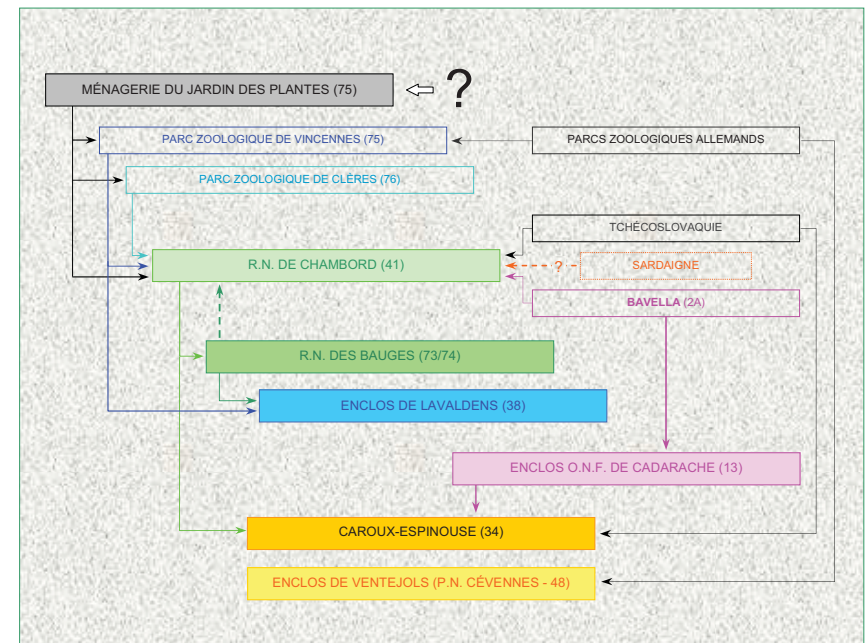 MÉNAGERIE DU JARDIN DES PLANTES (75)
?
PARC ZOOLOGIQUE DE VINCENNES (75)
PARCS ZOOLOGIQUES ALLEMANDS
PARC ZOOLOGIQUE DE CLÈRES (76)
TCHÉCOSLOVAQUIE
R.N. DE CHAMBORD (41)
?
SARDAIGNE
BAVELLA (2A)
R.N. DES BAUGES (73/74)
ENCLOS DE LAVALDENS (38)
ENCLOS O.N.F. DE CADARACHE (13)
CAROUX-ESPINOUSE (34)
ENCLOS DE VENTEJOLS (P.N. CÉVENNES - 48)